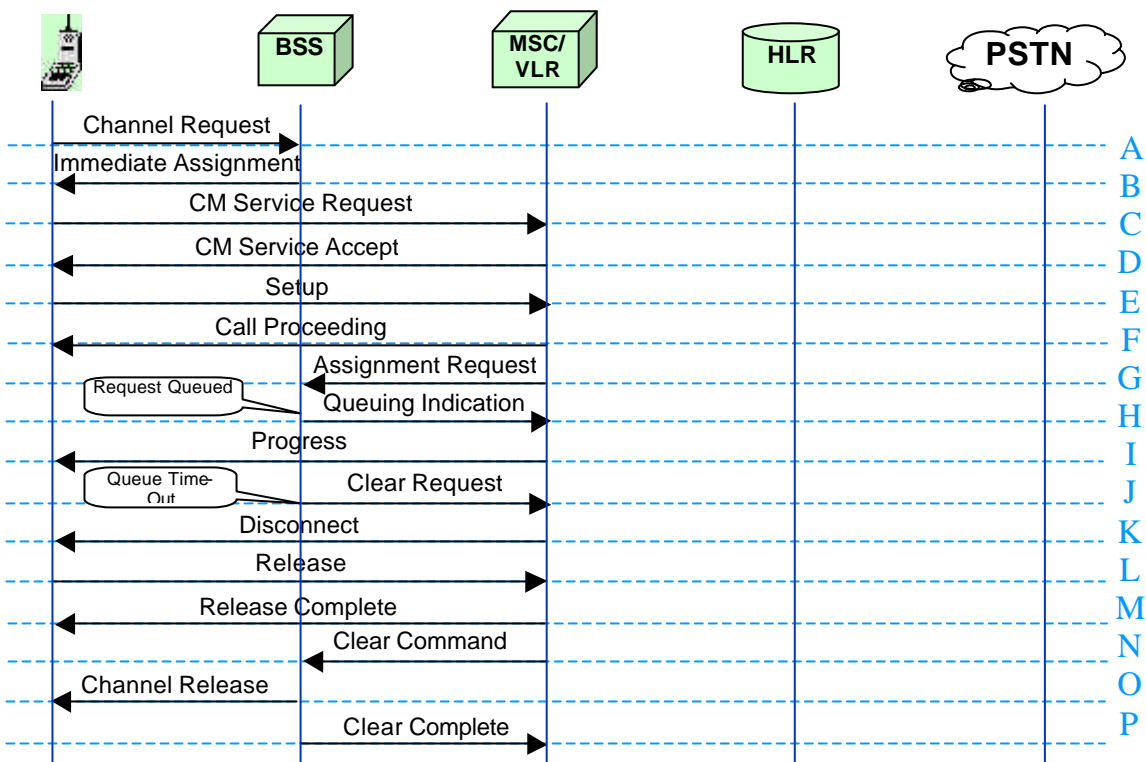 BSS
MSC/
VLR
HLR
PSTN
Channel Request
A
Immediate Assignment
B
CM Service Request
C
CM Service Accept
D
Setup
E
Call Proceeding
F
Assignment Request
G
Request Queued
Queuing Indication
H
Progress
I
Queue Time-
Out
Clear Request
J
Disconnect
K
Release
L
Release Complete
M
Clear Command
N
Channel Release
O
Clear Complete
P